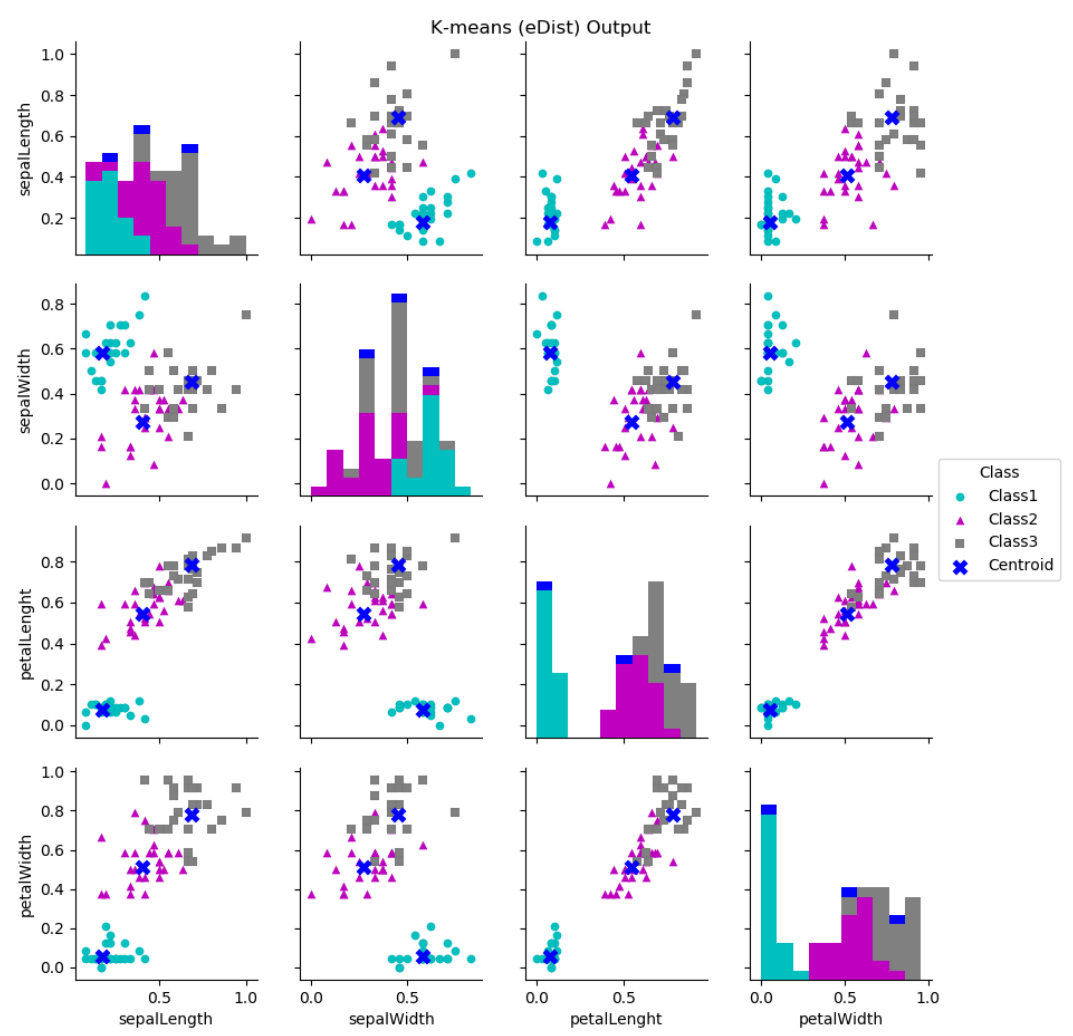 K-means (eDist) Output
1.0
0.8
0.6
0.4
0.2
sepalLength
0.8
0.6
0.4
0.2
0.0
sepalWidth
Class
Class1
Class2
Class3
Centroid
0.8
0.6
0.4
0.2
0.0
petalLenght
1.0
0.8
0.6
0.4
0.2
0.0
petalWidth
0.5 1.0 0.0 0.5 0.0 0.5 0.0 0.5 1.0
sepalLength sepalWidth petalLenght petalWidth